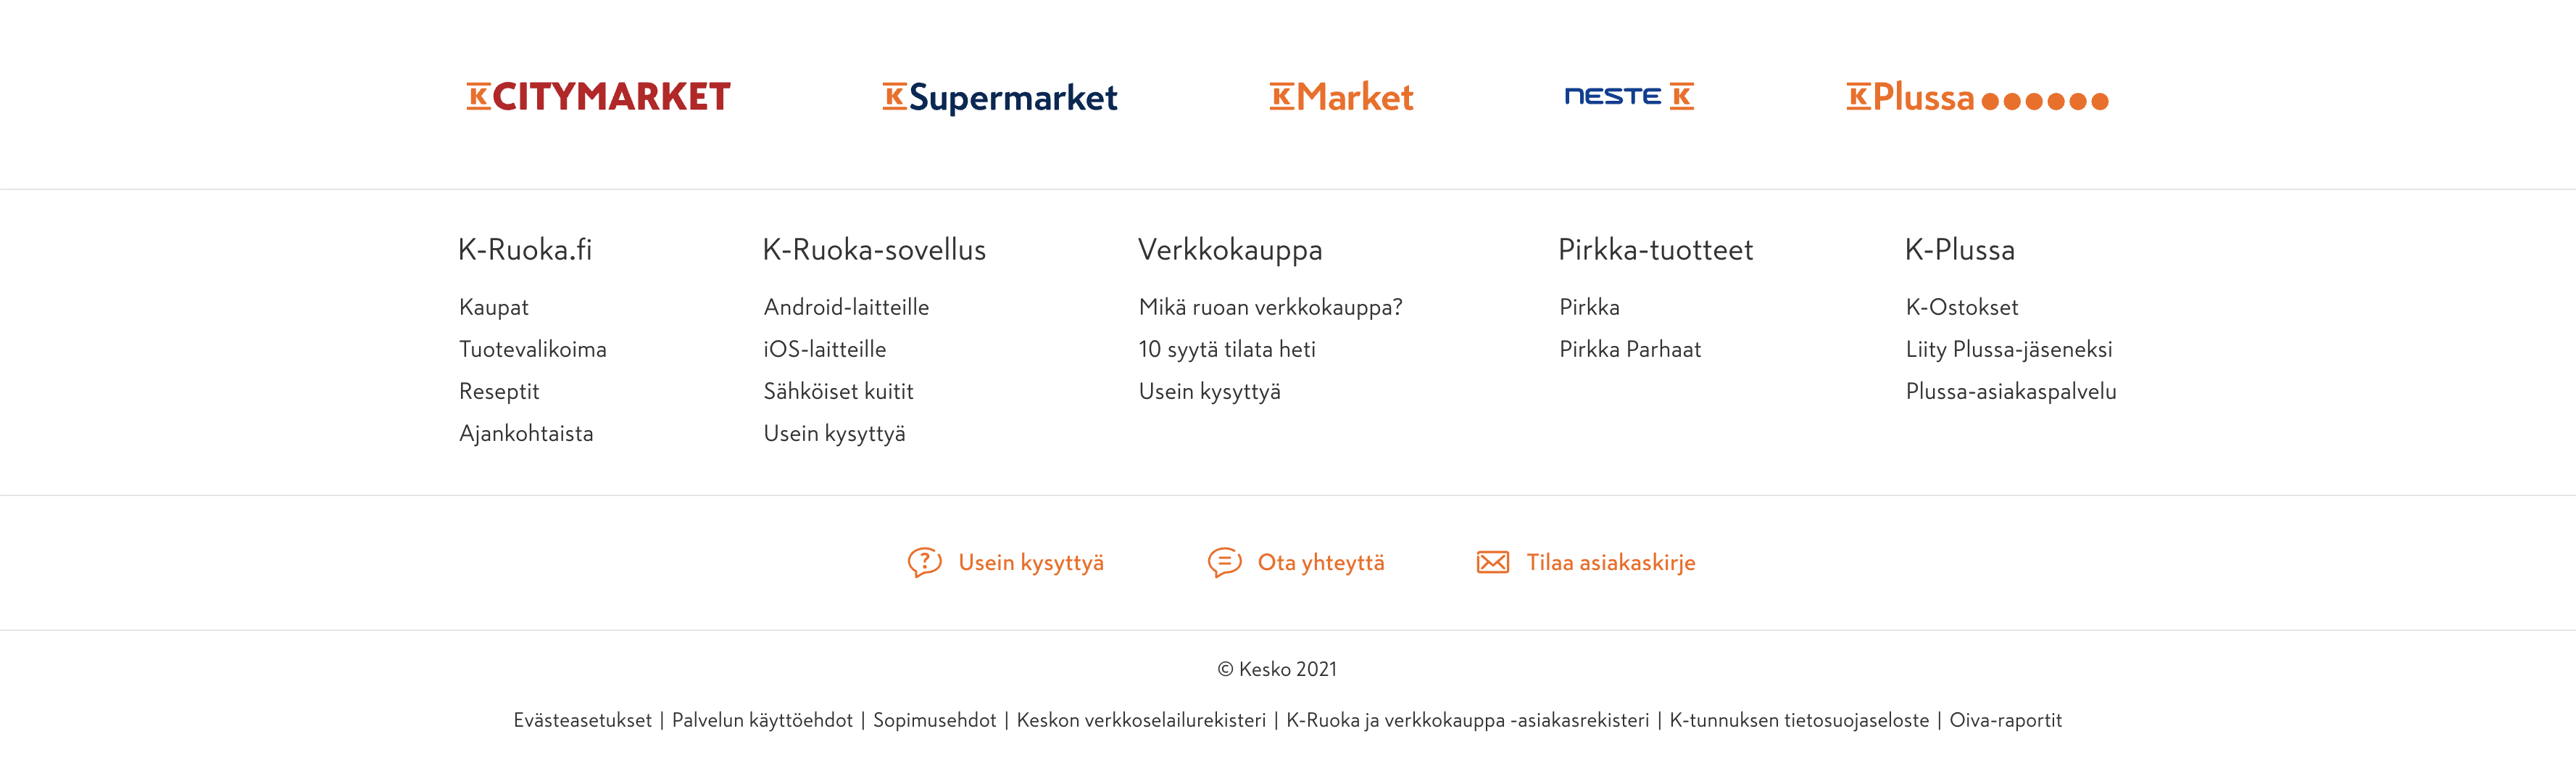 K CITYMARKET
K Supermarket
K Market
NESTE K
K Plussa
K-Ruoka.fi
Kaupat
Tuotevalikoima
Reseptit
Ajankohtaista
K-Ruoka-sovellus
Android-laitteille
iOS-laitteille
Sähköiset kuitit
Usein kysyttyä
Verkkokauppa
Mikä ruoan verkkokauppa?
10 syytä tilata heti
Usein kysyttyä
Pirkka-tuotteet
Pirkka
Pirkka Parhaat
K-Plussa
K-Ostokset
Liity Plussa-jäseneksi
Plussa-asiakaspalvelu
Usein kysyttyä
Ota yhteyttä
Tilaa asiakaskirje
© Kesko 2021
Evästeasetukset | Palvelun käyttöehdot | Sopimusehdot | Keskon verkkoselailurekisteri | K-Ruoka ja verkkokauppa -asiakasrekisteri | K-tunnuksen tietosuojaseloste | Oiva-raportit